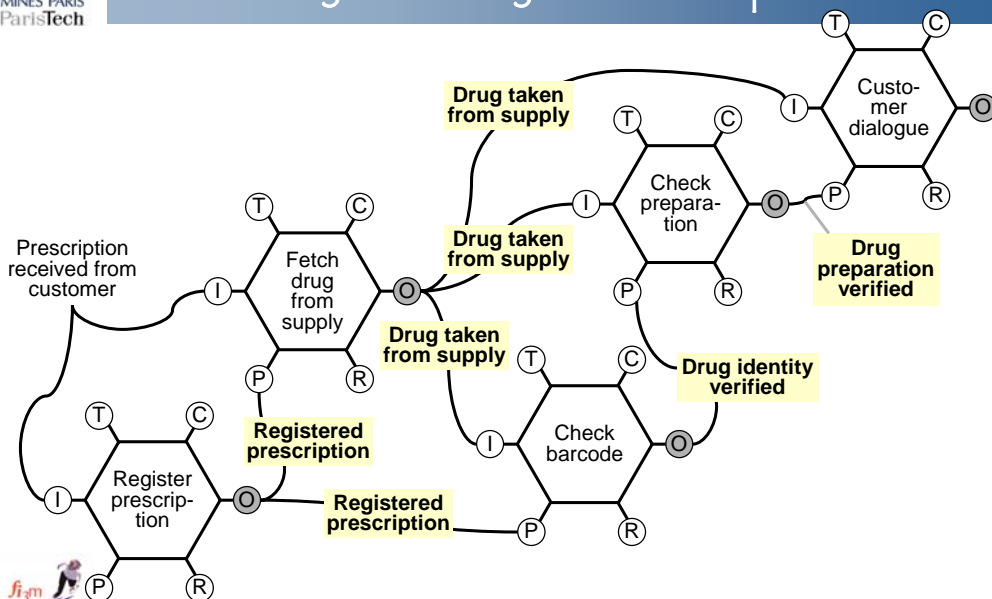 MINES PARIS
ParisTech
T
C
Custo-
mer
dialogue
I
O
P
R
Drug taken
from supply
T
C
Check
prepara-
tion
I
O
P
R
Drug
preparation
verified
Drug taken
from supply
T
C
Fetch
drug
from
supply
I
O
P
R
Prescription
received from
customer
Drug taken
from supply
T
C
Check
barcode
I
O
P
R
Drug identity
verified
Registered
prescription
T
C
Register
prescrip-
tion
I
O
P
R
Registered
prescription
fi3m